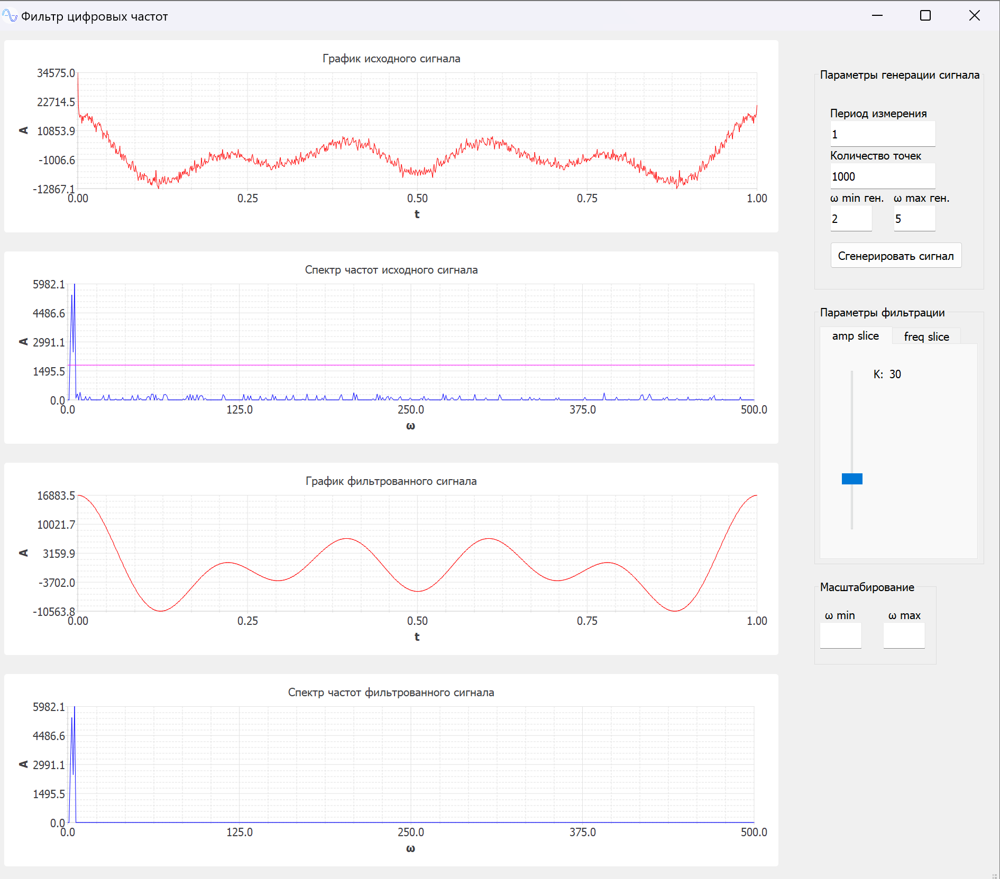 Фильтр цифровых частот
График исходного сигнала
34575.0
22714.5
10853.9
-1006.6
-12867.1
A
0.00 0.25 0.50 0.75 1.00
t
Спектр частот исходного сигнала
5982.1
4486.6
2991.1
1495.5
0.0
A
0.0 125.0 250.0 375.0 500.0
ω
График фильтрованного сигнала
16883.5
10021.7
3159.9
-3702.0
-10563.8
A
0.00 0.25 0.50 0.75 1.00
t
Спектр частот фильтрованного сигнала
5982.1
4486.6
2991.1
1495.5
0.0
A
0.0 125.0 250.0 375.0 500.0
ω
Параметры генерации сигнала
Период измерения
1
Количество точек
1000
ω min ген. ω max ген.
2 5
Сгенерировать сигнал
Параметры фильтрации
amp slice freq slice
K: 30
Масштабирование
ω min ω max